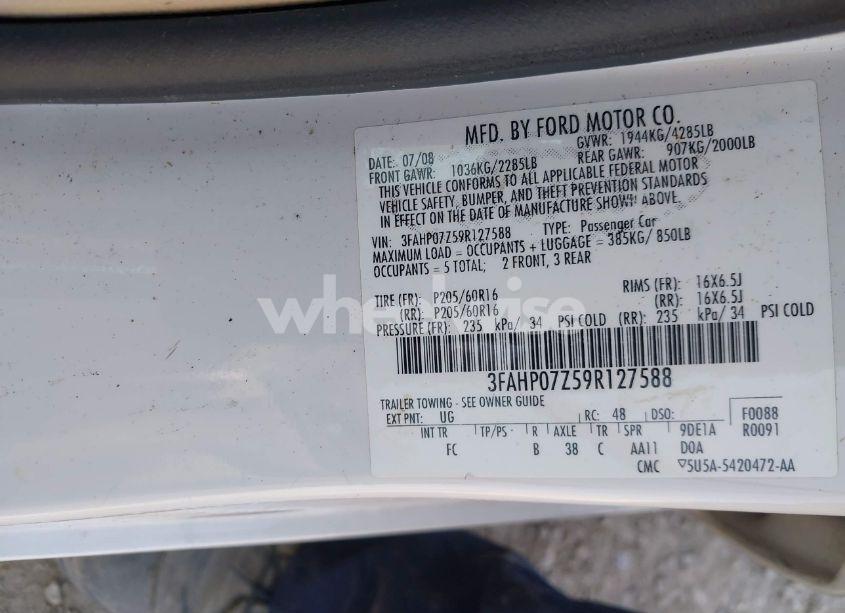 MFD. BY FORD MOTOR CO.
DATE: 07/08 GVWR: 1944KG/4285LB
FRONT GAWR: 1036KG/2285LB REAR GAWR: 907KG/2000LB
THIS VEHICLE CONFORMS TO ALL APPLICABLE FEDERAL MOTOR
VEHICLE SAFETY, BUMPER, AND THEFT PREVENTION STANDARDS
IN EFFECT ON THE DATE OF MANUFACTURE SHOWN ABOVE.
VIN: 3FAHP07Z59R127588 TYPE: Passenger Car
MAXIMUM LOAD = OCCUPANTS + LUGGAGE = 385KG/ 850LB
OCCUPANTS = 5 TOTAL; 2 FRONT, 3 REAR
TIRE (FR): P205/60R16 RIMS (FR): 16X6.5J
(RR): P205/60R16 (RR): 16X6.5J
PRESSURE (FR): 235 kPa/ 34 PSI COLD (RR): 235 kPa/ 34 PSI COLD
wheelwise
3FAHP07Z59R127588
TRAILER TOWING - SEE OWNER GUIDE
EXT PNT: UG RC: 48 DSO: F0088
INT TR TP/PS R AXLE TR SPR 9DE1A R0091
FC B 38 C AA11 DOA
CMC ▽5U5A-5420472-AA